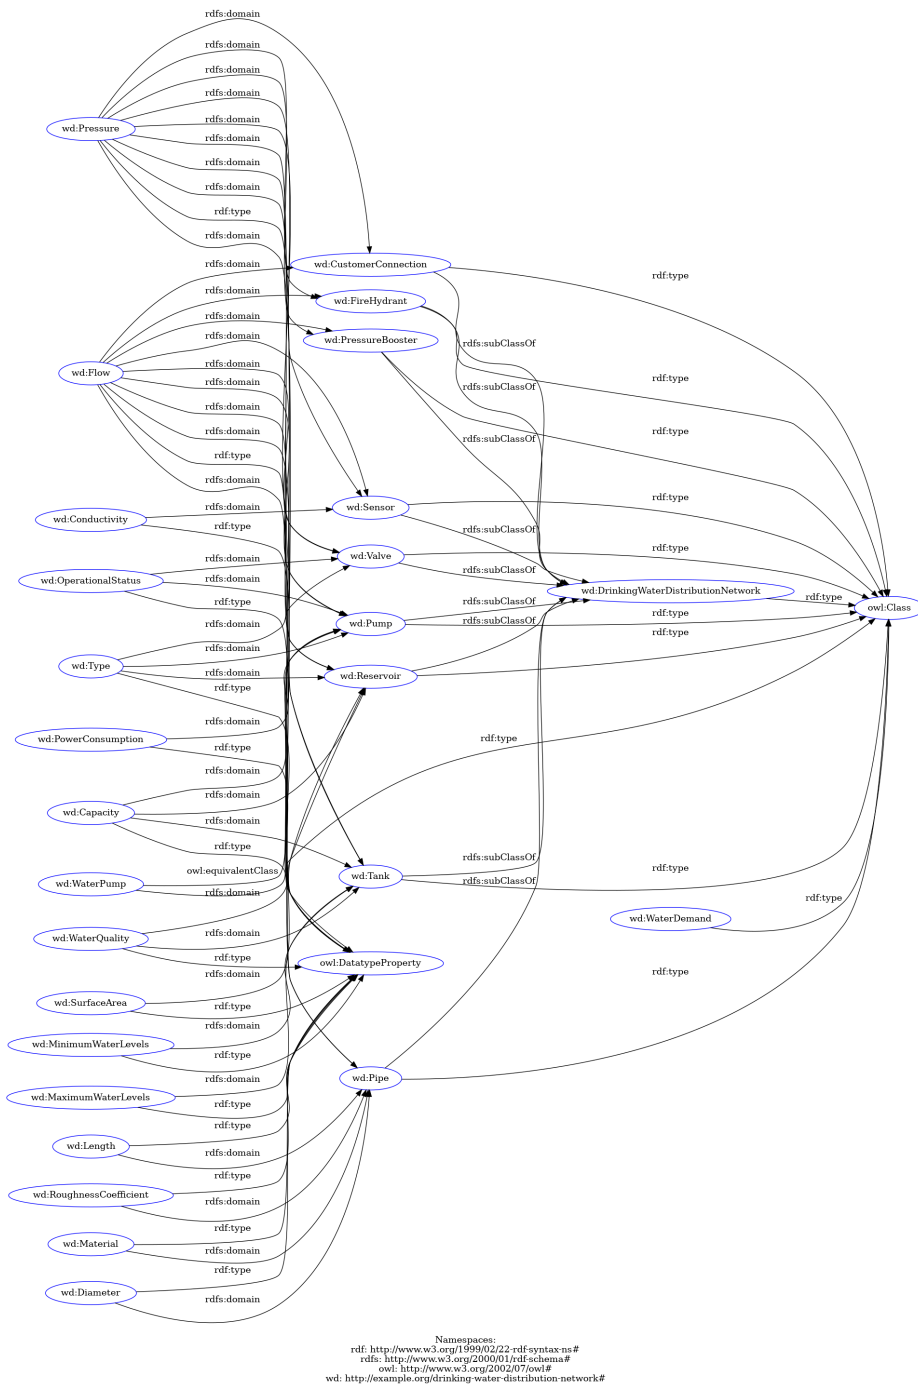 rdfs:domain
rdfs:domain
rdfs:domain
rdfs:domain
rdfs:domain
wd:Pressure
rdfs:domain
rdfs:domain
rdfs:domain
rdf:type
rdfs:domain
rdfs:domain
wd:CustomerConnection
rdf:type
rdfs:domain
wd:FireHydrant
rdfs:domain
rdfs:domain
wd:PressureBooster
rdfs:subClassOf
rdfs:domain
wd:Flow
rdf:type
rdfs:domain
rdfs:subClassOf
rdfs:domain
rdfs:domain
rdf:type
rdfs:subClassOf
rdf:type
rdfs:domain
rdf:type
rdfs:domain
wd:Sensor
wd:Conductivity
rdf:type
rdfs:subClassOf
rdf:type
rdfs:domain
wd:Valve
rdfs:subClassOf
wd:OperationalStatus
rdfs:domain
wd:DrinkingWaterDistributionNetwork
rdf:type
rdf:type
rdfs:subClassOf
owl:Class
rdf:type
rdfs:domain
wd:Pump
rdfs:subClassOf
rdf:type
rdfs:domain
wd:Type
rdfs:domain
wd:Reservoir
rdf:type
rdfs:domain
wd:PowerConsumption
rdf:type
rdf:type
rdfs:domain
rdfs:domain
wd:Capacity
rdfs:domain
rdf:type
rdfs:subClassOf
owl:equivalentClass
wd:Tank
rdf:type
wd:WaterPump
rdfs:subClassOf
rdfs:domain
rdf:type
wd:WaterDemand
rdfs:domain
wd:WaterQuality
rdf:type
owl:DatatypeProperty
rdfs:domain
rdf:type
wd:SurfaceArea
rdf:type
rdfs:domain
wd:MinimumWaterLevels
rdf:type
rdfs:domain
wd:Pipe
wd:MaximumWaterLevels
rdf:type
rdf:type
wd:Length
rdfs:domain
rdf:type
wd:RoughnessCoefficient
rdfs:domain
rdf:type
wd:Material
rdfs:domain
rdf:type
wd:Diameter
rdfs:domain
Namespaces:
rdf: http://www.w3.org/1999/02/22-rdf-syntax-ns#
rdfs: http://www.w3.org/2000/01/rdf-schema#
owl: http://www.w3.org/2002/07/owl#
wd: http://example.org/drinking-water-distribution-network#